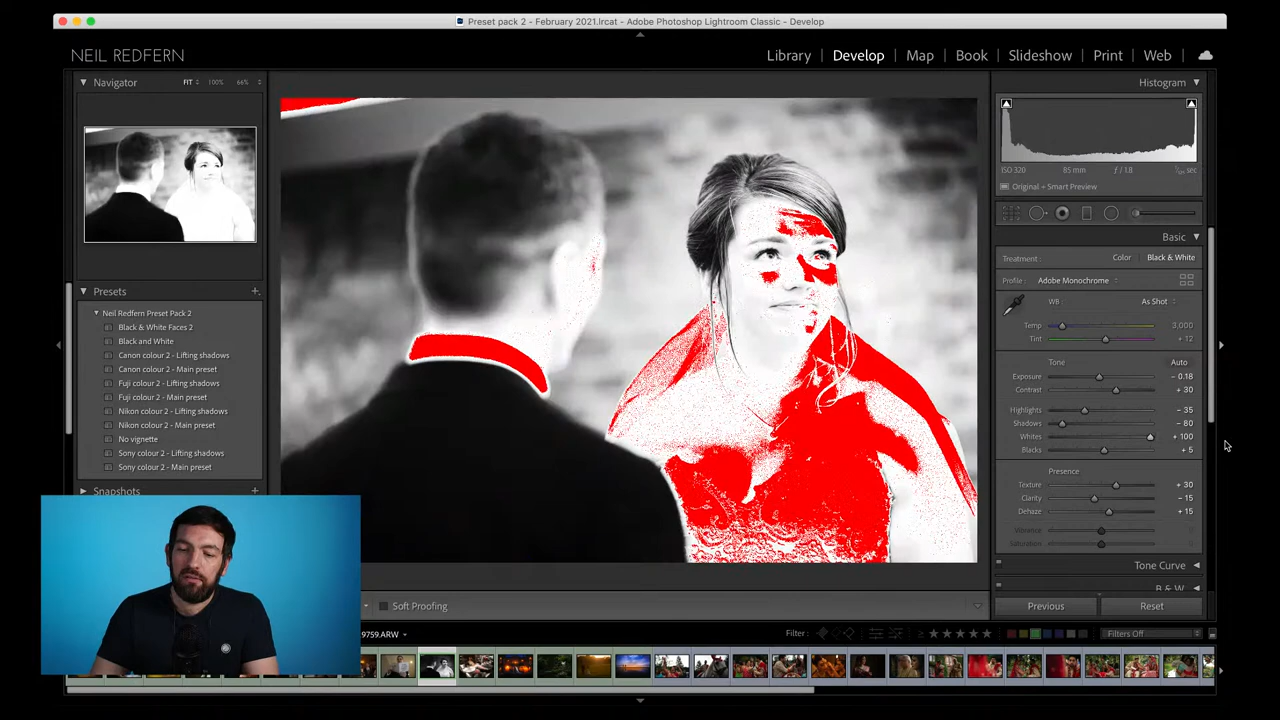 Preset pack 2 - February 2021.lrcat - Adobe Photoshop Lightroom Classic - Develop
NEIL REDFERN
Library | Develop | Map | Book | Slideshow | Print | Web
Navigator FIT 100% 66%
Histogram
ISO 320 85 mm ƒ / 1.8 sec
Original + Smart Preview
Basic
Treatment: Color Black & White
Profile: Adobe Monochrome
WB: As Shot
Temp 3,000
Tint + 12
Tone Auto
Exposure - 0.18
Contrast + 30
Highlights - 35
Shadows - 80
Whites + 100
Blacks + 5
Presence
Texture + 30
Clarity - 15
Dehaze + 15
Vibrance
Saturation
Tone Curve
B & W
Previous Reset
Presets +
Neil Redfern Preset Pack 2
Black & White Faces 2
Black and White
Canon colour 2 - Lifting shadows
Canon colour 2 - Main preset
Fuji colour 2 - Lifting shadows
Fuji colour 2 - Main preset
Nikon colour 2 - Lifting shadows
Nikon colour 2 - Main preset
No vignette
Sony colour 2 - Lifting shadows
Sony colour 2 - Main preset
Snapshots +
Soft Proofing
9759.ARW
Filter: Filters Off